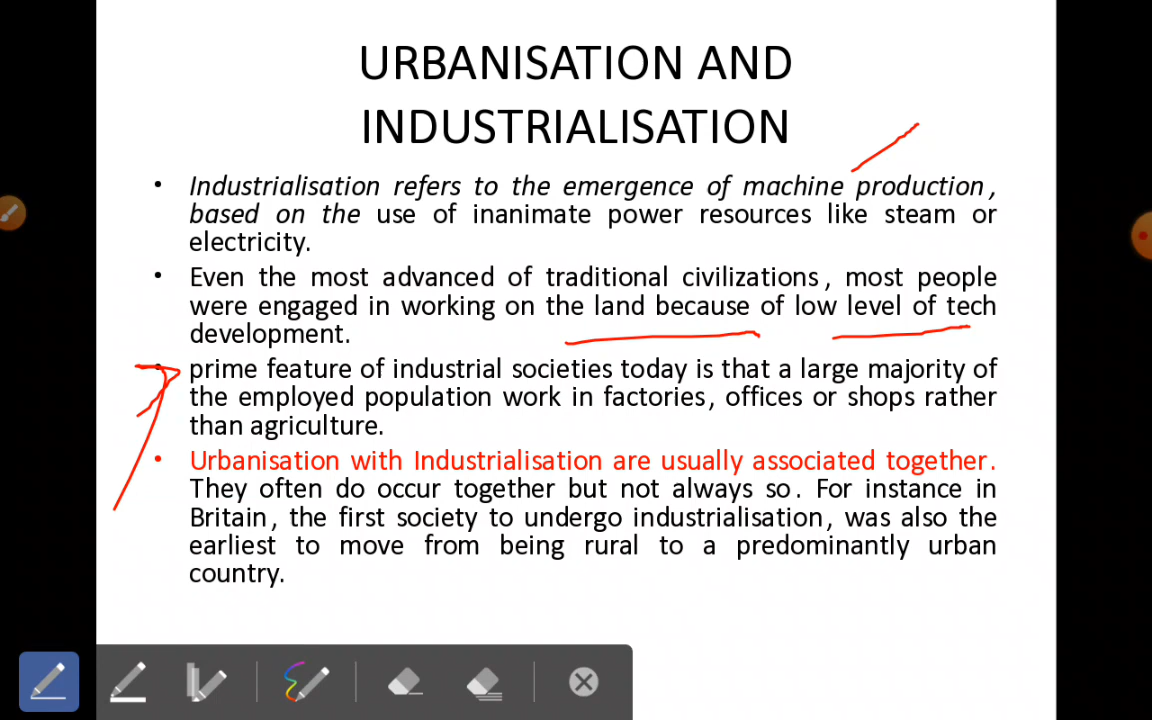 URBANISATION AND
INDUSTRIALISATION
• Industrialisation refers to the emergence of machine production,
based on the use of inanimate power resources like steam or
electricity.
• Even the most advanced of traditional civilizations, most people
were engaged in working on the land because of low level of tech
development.
• prime feature of industrial societies today is that a large majority of
the employed population work in factories, offices or shops rather
than agriculture.
• Urbanisation with Industrialisation are usually associated together.
They often do occur together but not always so. For instance in
Britain, the first society to undergo industrialisation, was also the
earliest to move from being rural to a predominantly urban
country.